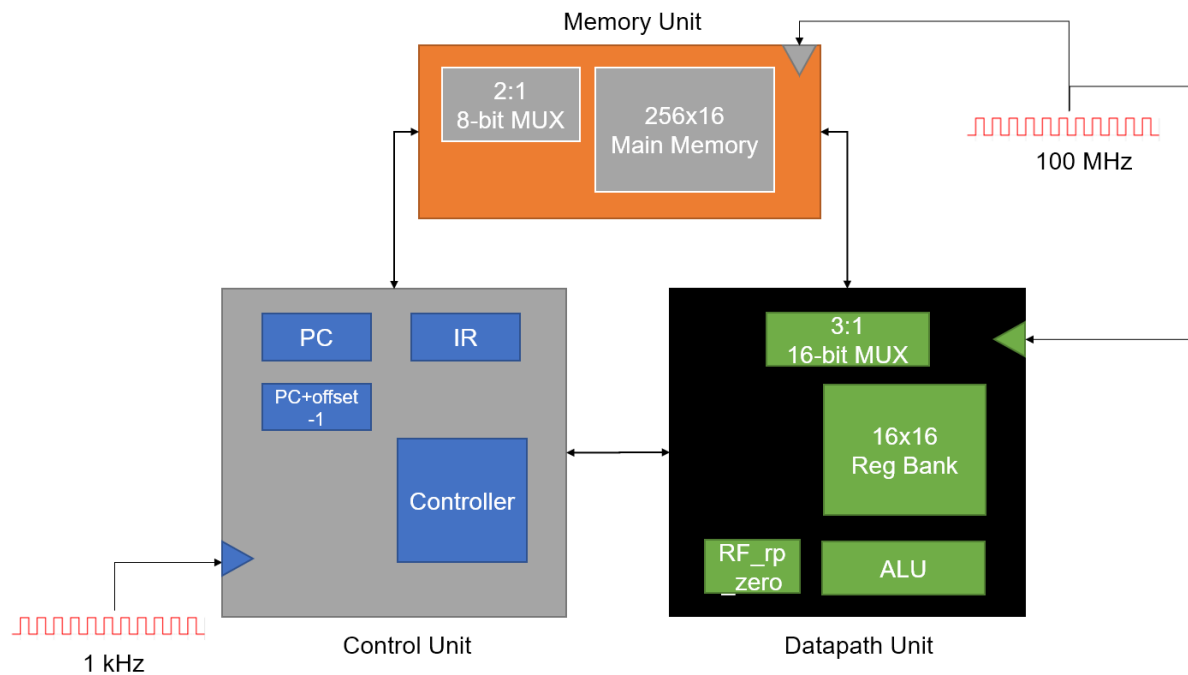 Memory Unit
2:1
8-bit MUX
256x16
Main Memory
100 MHz
PC
IR
PC+offset
-1
Controller
3:1
16-bit MUX
16x16
Reg Bank
RF_rp
_zero
ALU
1 kHz
Control Unit
Datapath Unit